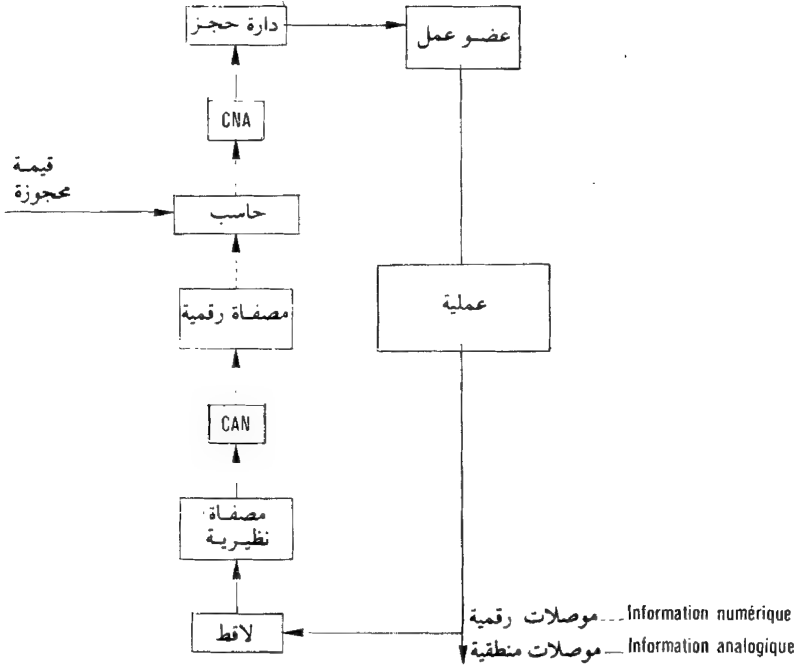 دارة حجز
عضو عمل
CNA
قيمة
محجوزة
حاسب
عملية
مصفاة رقمية
CAN
مصفاة
نظيرية
لاقط
موصلات رقمية ---- Information numérique
موصلات منطقية — Information analogique